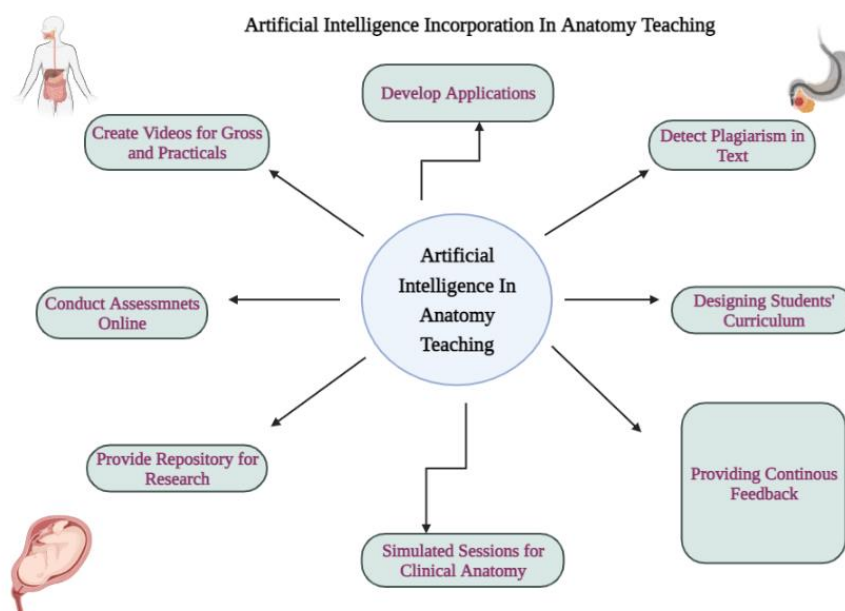 Artificial Intelligence Incorporation In Anatomy Teaching
Develop Applications
Create Videos for Gross
and Practicals
Detect Plagiarism in
Text
Artificial
Intelligence In
Anatomy
Teaching
Conduct Assessmnets
Online
Designing Students'
Curriculum
Provide Repository for
Research
Providing Continous
Feedback
Simulated Sessions for
Clinical Anatomy